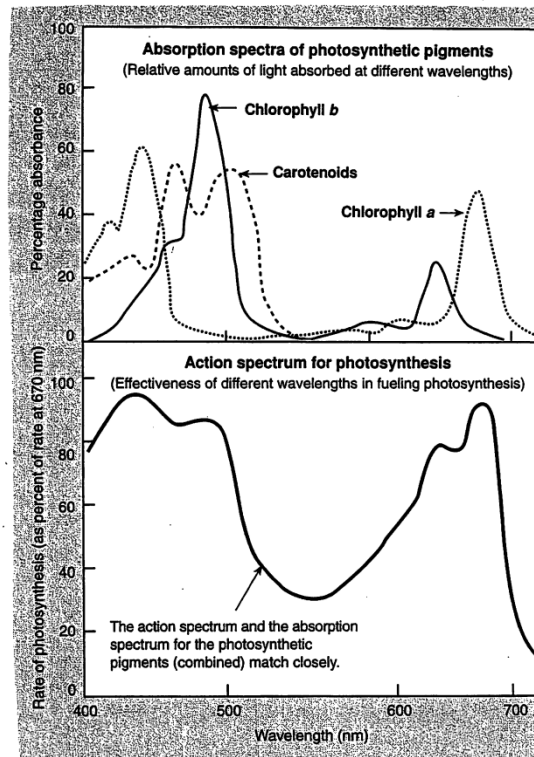 100
Absorption spectra of photosynthetic pigments
(Relative amounts of light absorbed at different wavelengths)
80
Chlorophyll b
60
Carotenoids
40
Chlorophyll a
20
0
Percentage absorbance
Action spectrum for photosynthesis
(Effectiveness of different wavelengths in fueling photosynthesis)
100
80
60
40
The action spectrum and the absorption
spectrum for the photosynthetic
pigments (combined) match closely.
20
0
Rate of photosynthesis (as percent of rate at 670 nm)
400 500 600 700
Wavelength (nm)